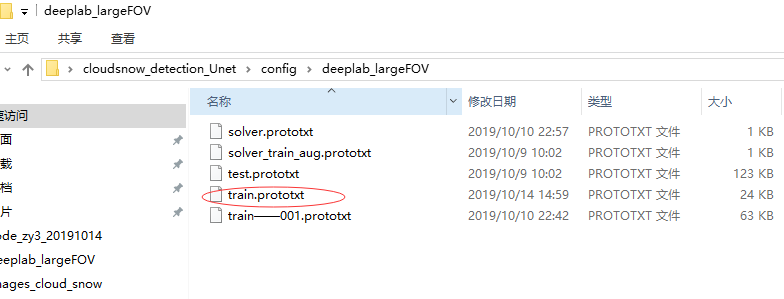 deeplab_largeFOV
主页 共享 查看
cloudsnow_detection_Unet > config > deeplab_largeFOV
名称 修改日期 类型 大小
速访问
面
载
档
片
ode_zy3_20191014
eeplab_largeFOV
nages_cloud_snow
solver.prototxt 2019/10/10 22:57 PROTOTXT 文件 1 KB
solver_train_aug.prototxt 2019/10/9 10:02 PROTOTXT 文件 1 KB
test.prototxt 2019/10/9 10:02 PROTOTXT 文件 123 KB
train.prototxt 2019/10/14 14:59 PROTOTXT 文件 24 KB
train——001.prototxt 2019/10/10 22:42 PROTOTXT 文件 63 KB